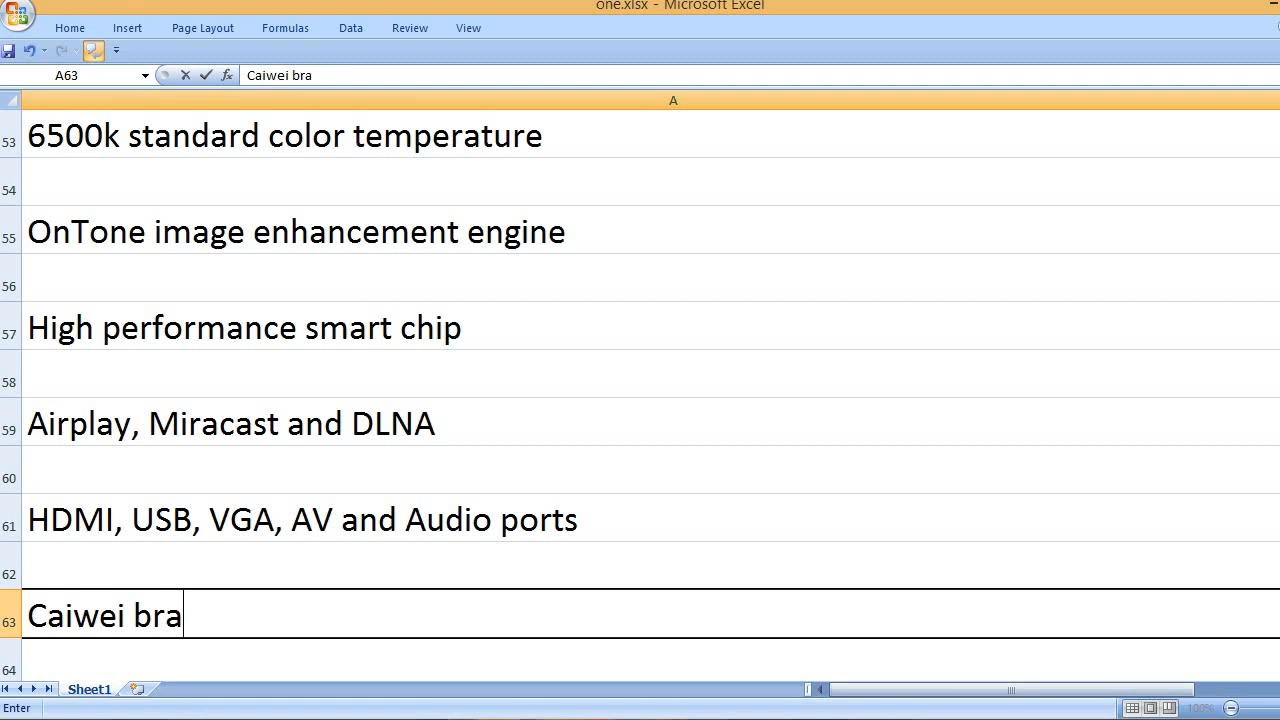 one.xlsx - Microsoft Excel
Home Insert Page Layout Formulas Data Review View
A63 fx Caiwei bra
A
53 6500k standard color temperature
54
55 OnTone image enhancement engine
56
57 High performance smart chip
58
59 Airplay, Miracast and DLNA
60
61 HDMI, USB, VGA, AV and Audio ports
62
63 Caiwei bra
64
Sheet1
Enter 100%